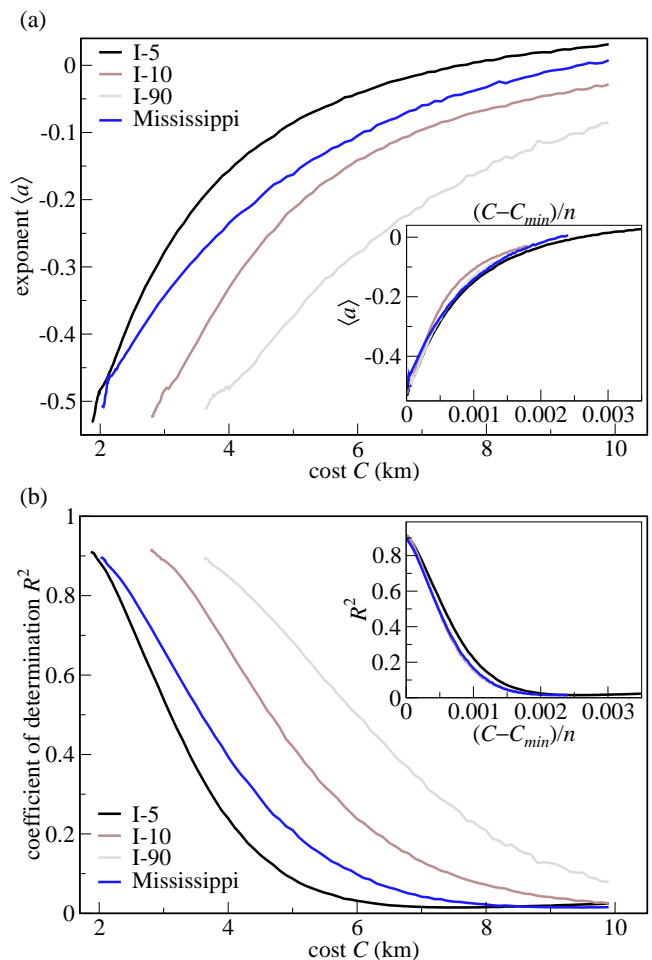 (a)
I-5
I-10
I-90
Mississippi
0
-0.1
-0.2
-0.3
-0.4
-0.5
exponent ⟨a⟩
2 4 6 8 10
cost C (km)
(C−Cmin)/n
0
-0.2
-0.4
⟨a⟩
0 0.001 0.002 0.003
(b)
1
0.8
0.6
0.4
0.2
0
coefficient of determination R²
I-5
I-10
I-90
Mississippi
2 4 6 8 10
cost C (km)
0.8
0.6
0.4
0.2
0
R²
0 0.001 0.002 0.003
(C−Cmin)/n